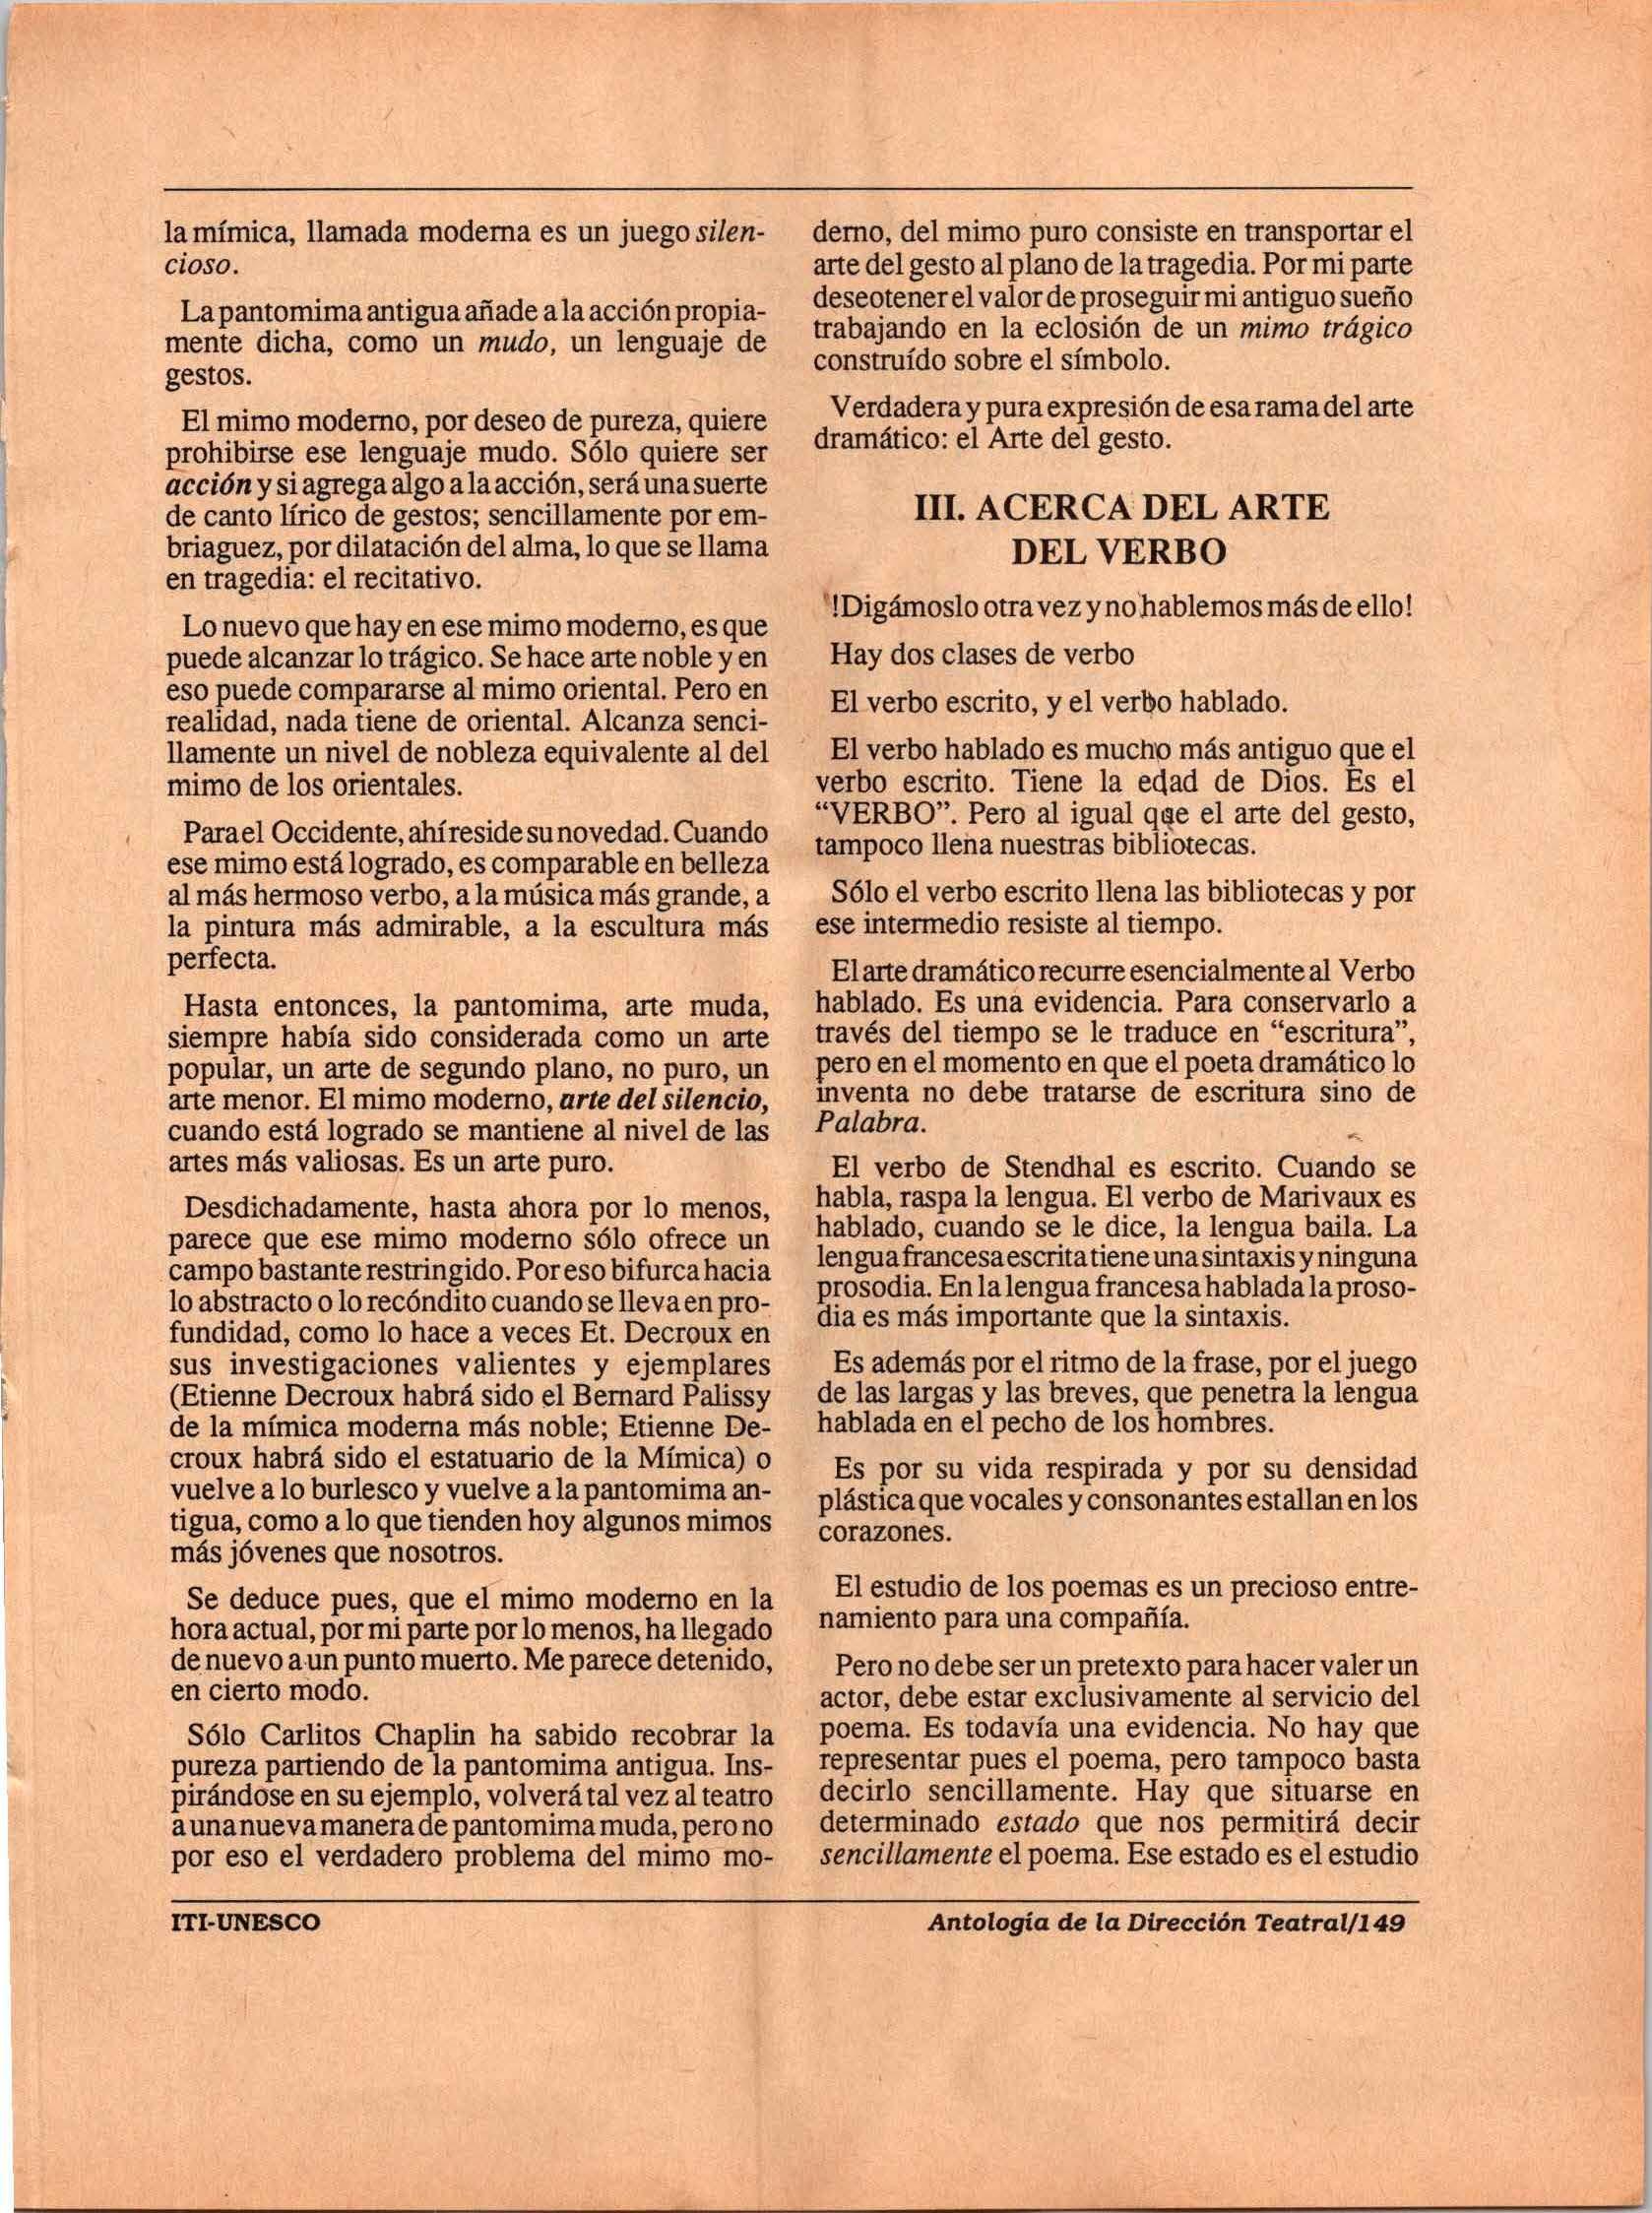 la mímica, llamada moderna es un juego silen-
cioso.
La pantomima antigua añade a la acción propia-
mente dicha, como un mudo, un lenguaje de
gestos.
El mimo moderno, por deseo de pureza, quiere
prohibirse ese lenguaje mudo. Sólo quiere ser
acción y si agrega algo a la acción, será una suerte
de canto lírico de gestos; sencillamente por em-
briaguez, por dilatación del alma, lo que se llama
en tragedia: el recitativo.
Lo nuevo que hay en ese mimo moderno, es que
puede alcanzar lo trágico. Se hace arte noble y en
eso puede compararse al mimo oriental. Pero en
realidad, nada tiene de oriental. Alcanza senci-
llamente un nivel de nobleza equivalente al del
mimo de los orientales.
Para el Occidente, ahí reside su novedad. Cuando
ese mimo está logrado, es comparable en belleza
al más hermoso verbo, a la música más grande, a
la pintura más admirable, a la escultura más
perfecta.
Hasta entonces, la pantomima, arte muda,
siempre había sido considerada como un arte
popular, un arte de segundo plano, no puro, un
arte menor. El mimo moderno, arte del silencio,
cuando está logrado se mantiene al nivel de las
artes más valiosas. Es un arte puro.
Desdichadamente, hasta ahora por lo menos,
parece que ese mimo moderno sólo ofrece un
campo bastante restringido. Por eso bifurca hacia
lo abstracto o lo recóndito cuando se lleva en pro-
fundidad, como lo hace a veces Et. Decroux en
sus investigaciones valientes y ejemplares
(Etienne Decroux habrá sido el Bernard Palissy
de la mímica moderna más noble; Etienne De-
croux habrá sido el estatuario de la Mímica) o
vuelve a lo burlesco y vuelve a la pantomima an-
tigua, como a lo que tienden hoy algunos mimos
más jóvenes que nosotros.
Se deduce pues, que el mimo moderno en la
hora actual, por mi parte por lo menos, ha llegado
de nuevo a un punto muerto. Me parece detenido,
en cierto modo.
Sólo Carlitos Chaplin ha sabido recobrar la
pureza partiendo de la pantomima antigua. Ins-
pirándose en su ejemplo, volverá tal vez al teatro
a una nueva manera de pantomima muda, pero no
por eso el verdadero problema del mimo mo-
derno, del mimo puro consiste en transportar el
arte del gesto al plano de la tragedia. Por mi parte
deseo tener el valor de proseguir mi antiguo sueño
trabajando en la eclosión de un mimo trágico
construído sobre el símbolo.
Verdadera y pura expresión de esa rama del arte
dramático: el Arte del gesto.
III. ACERCA DEL ARTE
DEL VERBO
!Digámoslo otra vez y no hablemos más de ello!
Hay dos clases de verbo
El verbo escrito, y el verbo hablado.
El verbo hablado es mucho más antiguo que el
verbo escrito. Tiene la edad de Dios. Es el
“VERBO”. Pero al igual qqe el arte del gesto,
tampoco llena nuestras bibliotecas.
Sólo el verbo escrito llena las bibliotecas y por
ese intermedio resiste al tiempo.
El arte dramático recurre esencialmente al Verbo
hablado. Es una evidencia. Para conservarlo a
través del tiempo se le traduce en “escritura”,
pero en el momento en que el poeta dramático lo
inventa no debe tratarse de escritura sino de
Palabra.
El verbo de Stendhal es escrito. Cuando se
habla, raspa la lengua. El verbo de Marivaux es
hablado, cuando se le dice, la lengua baila. La
lengua francesa escrita tiene una sintaxis y ninguna
prosodia. En la lengua francesa hablada la proso-
dia es más importante que la sintaxis.
Es además por el ritmo de la frase, por el juego
de las largas y las breves, que penetra la lengua
hablada en el pecho de los hombres.
Es por su vida respirada y por su densidad
plástica que vocales y consonantes estallan en los
corazones.
El estudio de los poemas es un precioso entre-
namiento para una compañía.
Pero no debe ser un pretexto para hacer valer un
actor, debe estar exclusivamente al servicio del
poema. Es todavía una evidencia. No hay que
representar pues el poema, pero tampoco basta
decirlo sencillamente. Hay que situarse en
determinado estado que nos permitirá decir
sencillamente el poema. Ese estado es el estudio
ITI-UNESCO
Antología de la Dirección Teatral/149